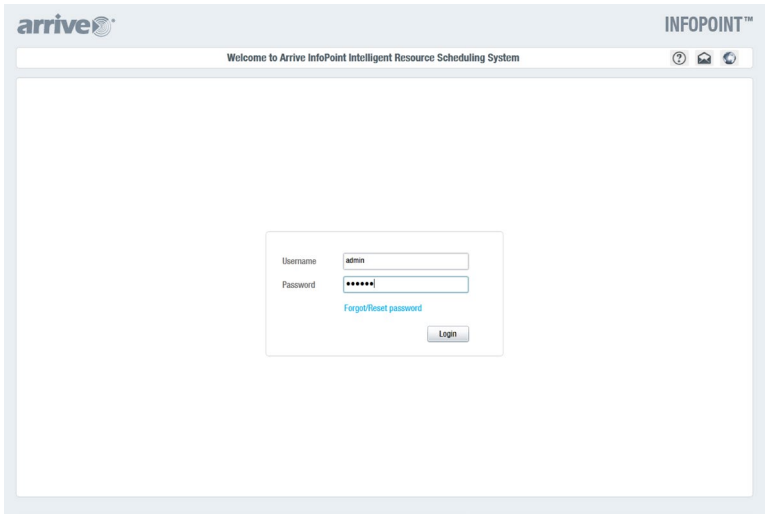 arrive
INFOPOINT™
Welcome to Arrive InfoPoint Intelligent Resource Scheduling System
?
Username admin
Password ••••••
Forgot/Reset password
Login